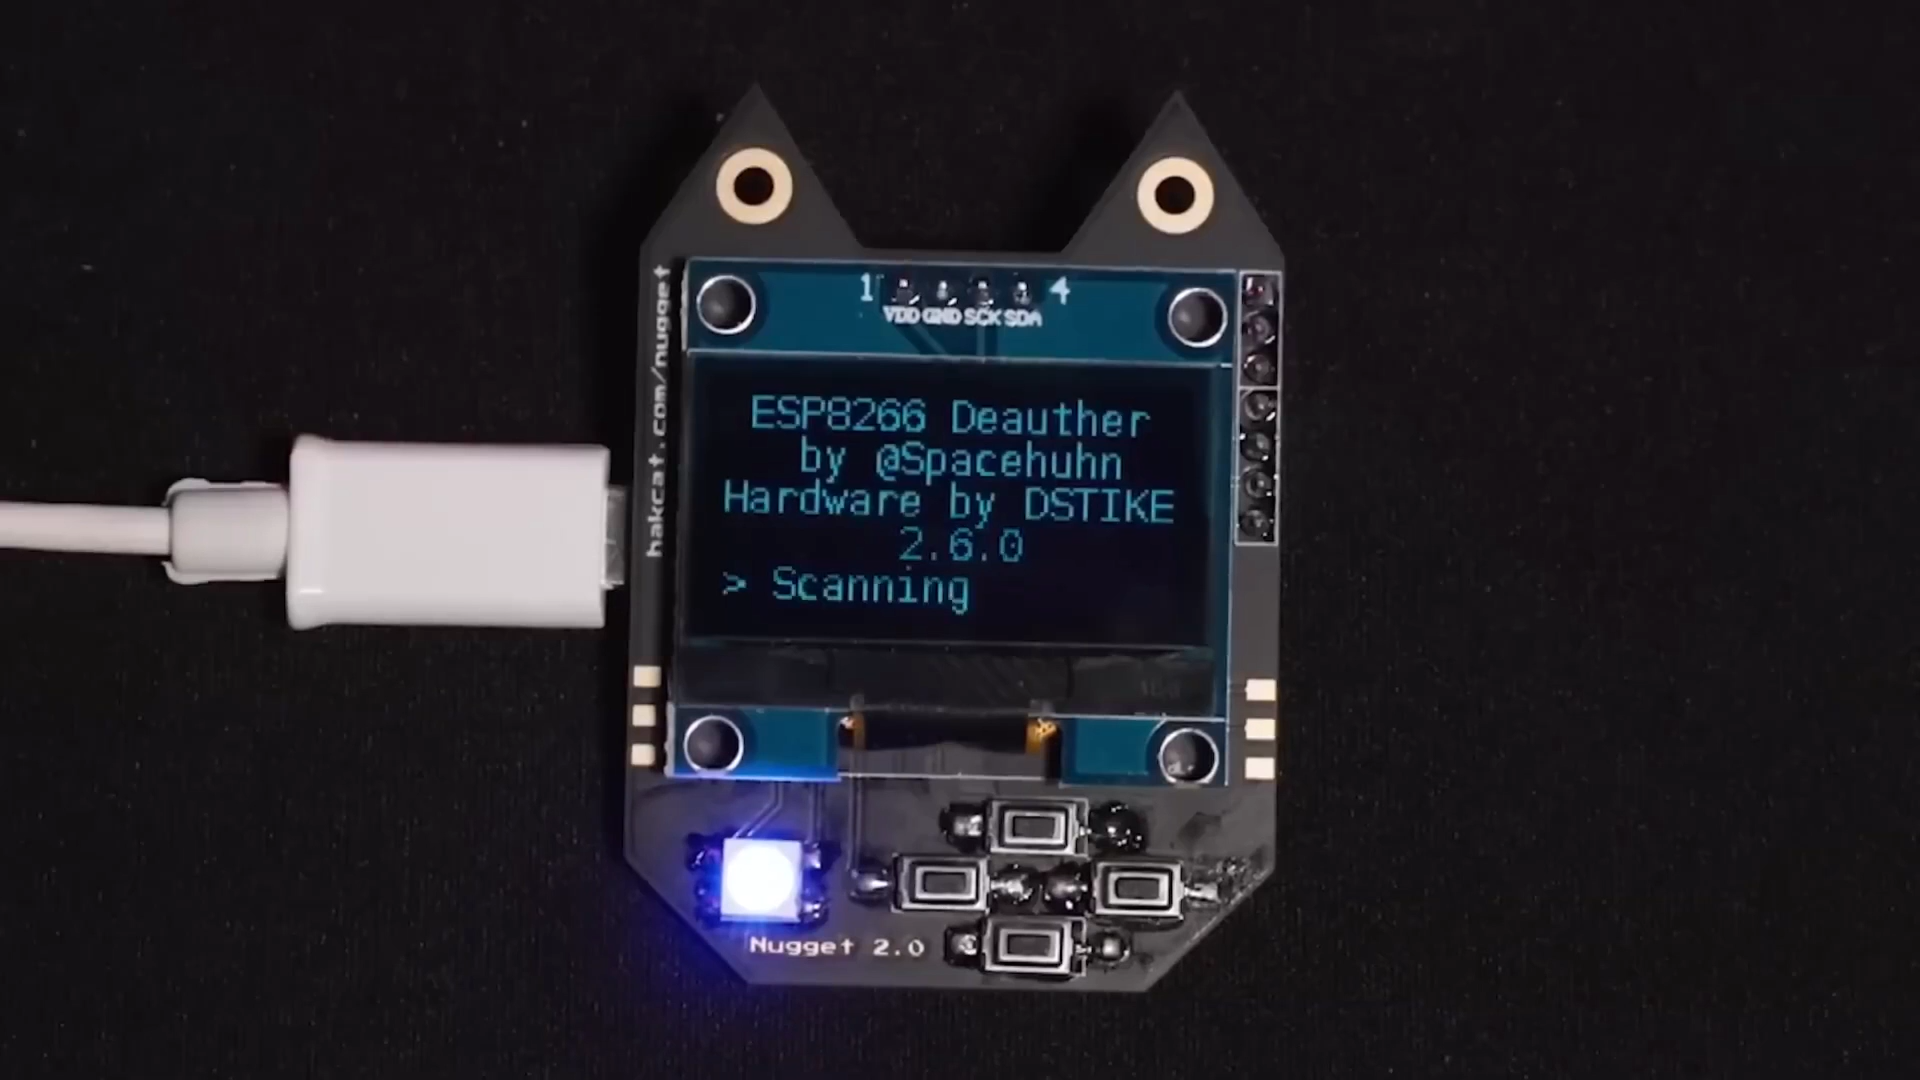 1 4
VDD GND SCK SDA
hakcat.com/nugget
ESP8266 Deauther
by @Spacehuhn
Hardware by DSTIKE
2.6.0
> Scanning
Nugget 2.0